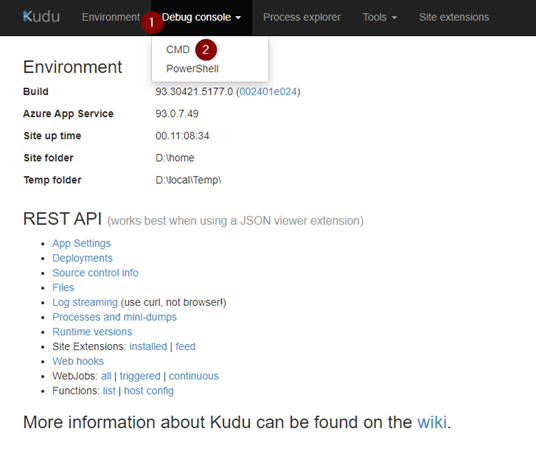 Kudu Environment Debug console Process explorer Tools Site extensions
1
CMD 2
PowerShell
Environment
Build 93.30421.5177.0 (002401e024)
Azure App Service 93.0.7.49
Site up time 00.11:08:34
Site folder D:\home
Temp folder D:\local\Temp\
REST API (works best when using a JSON viewer extension)
App Settings
Deployments
Source control info
Files
Log streaming (use curl, not browser!)
Processes and mini-dumps
Runtime versions
Site Extensions: installed | feed
Web hooks
WebJobs: all | triggered | continuous
Functions: list | host config
More information about Kudu can be found on the wiki.